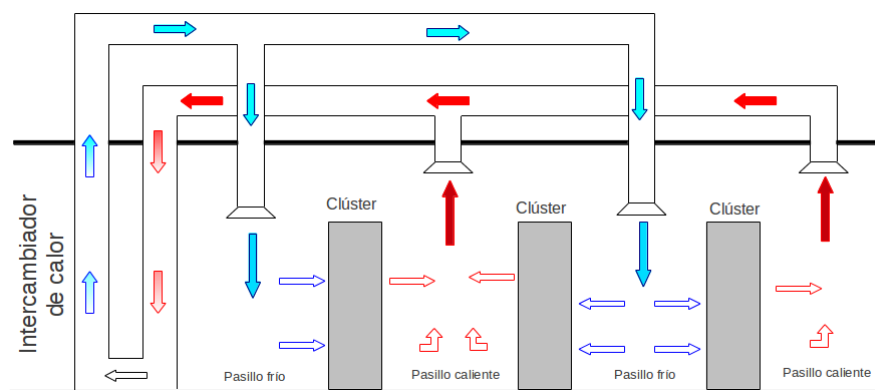 Clúster
Clúster
Clúster
Intercambiador
de calor
Pasillo frío
Pasillo caliente
Pasillo frío
Pasillo caliente